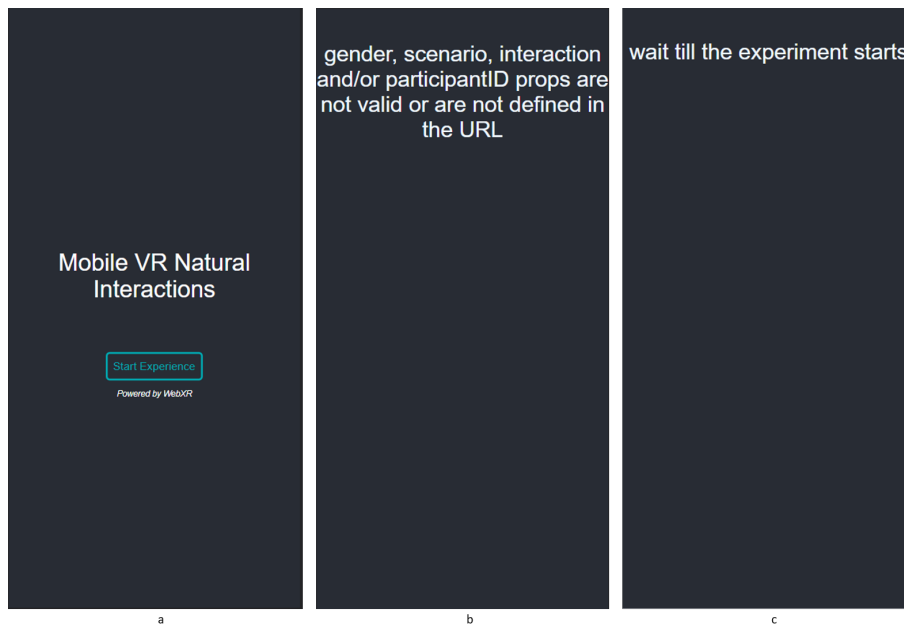 Mobile VR Natural
Interactions
Start Experience
Powered by WebXR
a
gender, scenario, interaction
and/or participantID props are
not valid or are not defined in
the URL
b
wait till the experiment starts
c